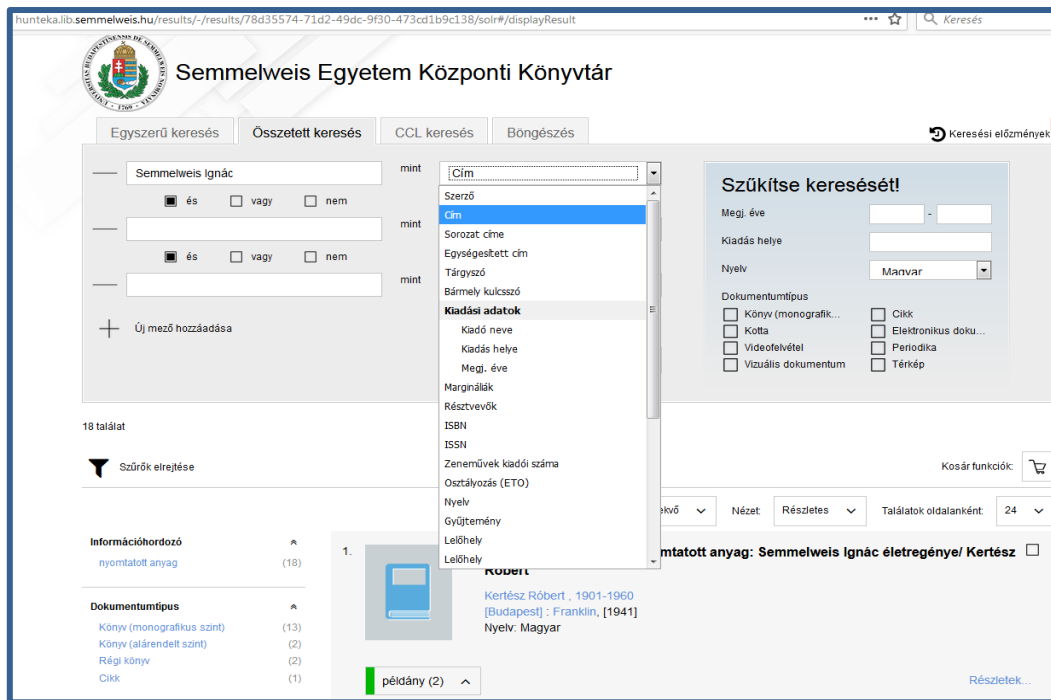 hunteka.lib.semmelweis.hu/results/-/results/78d35574-71d2-49dc-9f30-473cd1b9c138/solr#/displayResult
Keresés
Semmelweis Egyetem Központi Könyvtár
Egyszerű keresés
Összetett keresés
CCL keresés
Böngészés
Keresési előzmények
Semmelweis Ignác
mint
Cím
és
vagy
nem
mint
és
vagy
nem
mint
Új mező hozzáadása
Szerző
Cím
Sorozat címe
Egységesített cím
Tárgyszó
Bármely kulcsszó
Kiadási adatok
Kiadó neve
Kiadás helye
Megj. éve
Margináliák
Résztvevők
ISBN
ISSN
Zeneművek kiadói száma
Osztályozás (ETO)
Nyelv
Gyűjtemény
Lelőhely
Lelőhely
Szűkítse keresését!
Megj. éve
-
Kiadás helye
Nyelv
Magyar
Dokumentumtípus
Könyv (monografik...
Cikk
Kotta
Elektronikus doku...
Videofelvétel
Periodika
Vizuális dokumentum
Térkép
18 találat
Szűrők elrejtése
Kosár funkciók:
ekvő
Nézet
Részletes
Találatok oldalanként:
24
Információhordozó
nyomtatott anyag
(18)
Dokumentumtípus
Könyv (monografikus szint)
(13)
Könyv (alárendelt szint)
(2)
Régi könyv
(2)
Cikk
(1)
1.
mtatott anyag: Semmelweis Ignác életregénye/ Kertész
Róbert
Kertész Róbert , 1901-1960
[Budapest] : Franklin, [1941]
Nyelv: Magyar
példány (2)
Részletek...